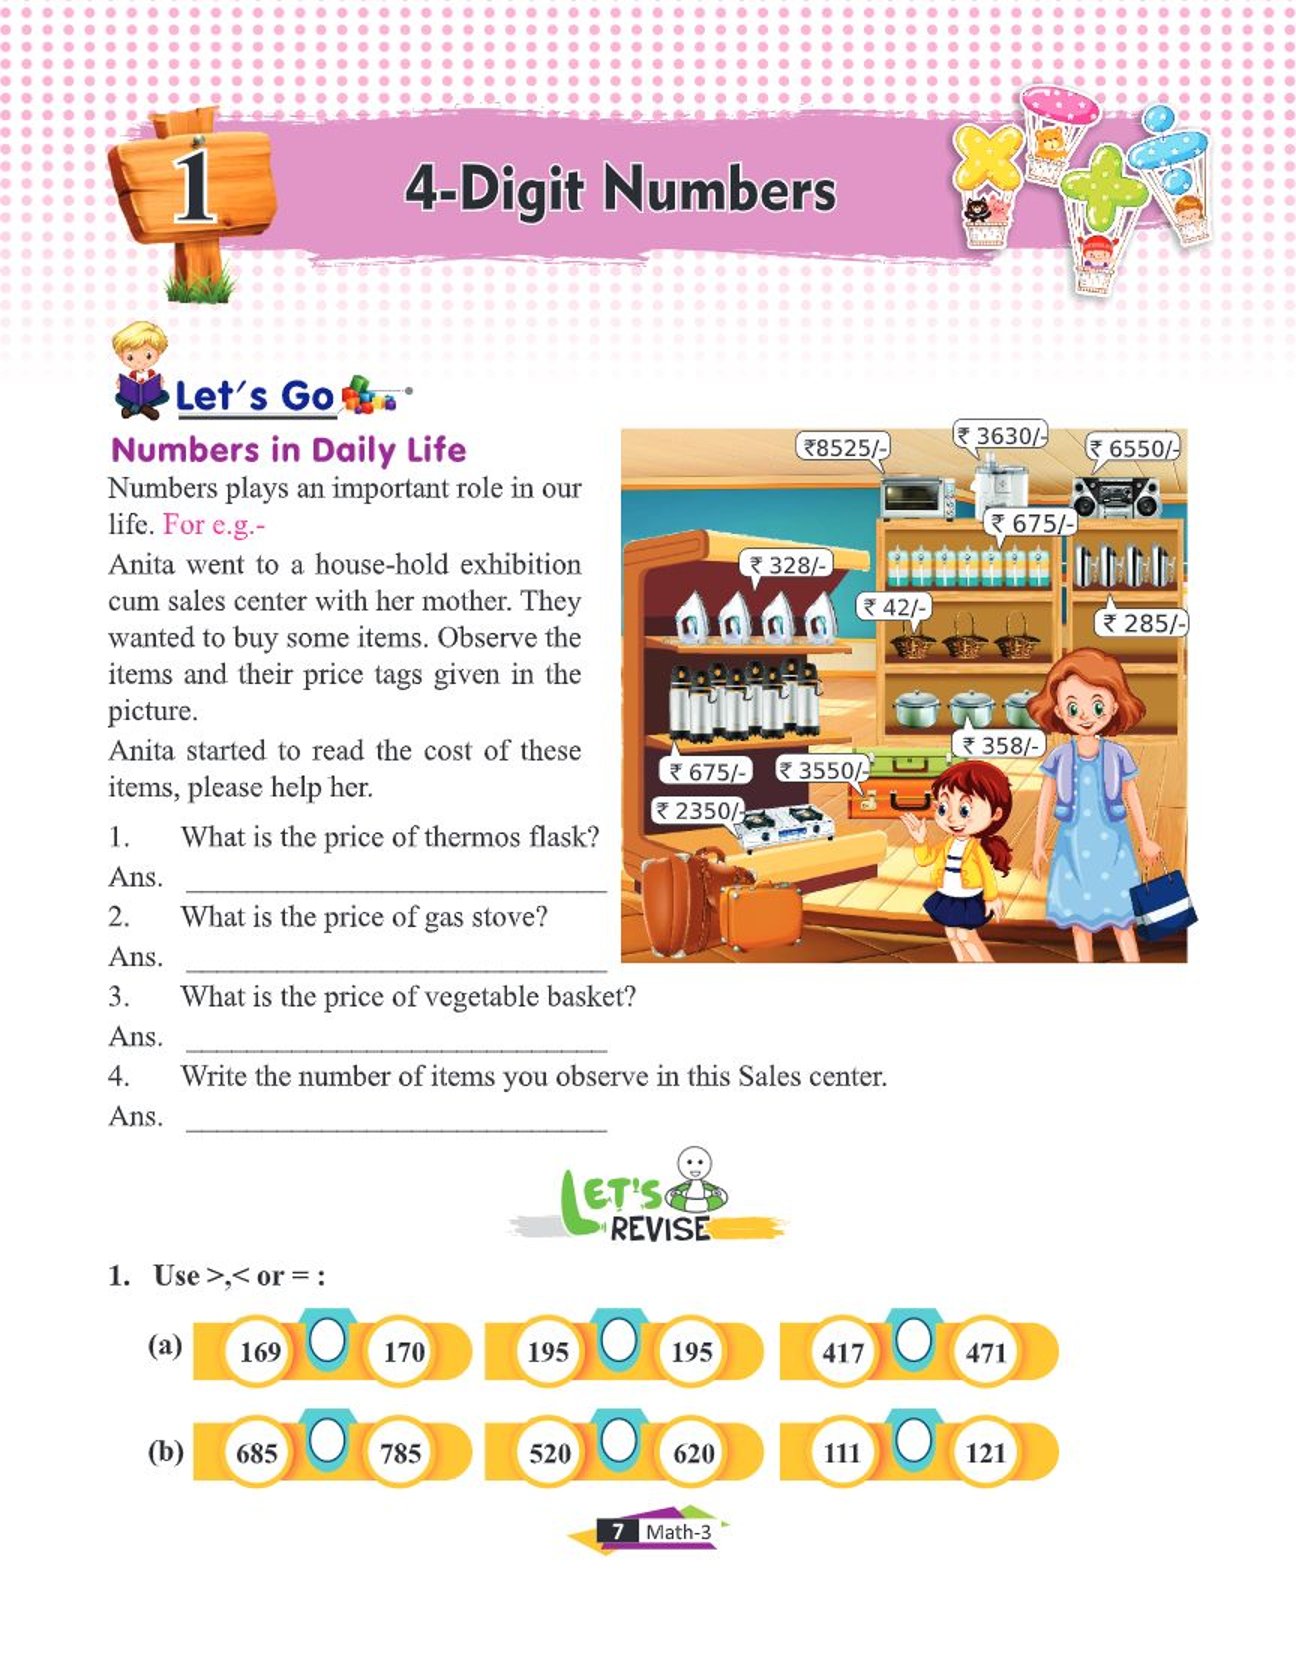 1
4-Digit Numbers
Let's Go
Numbers in Daily Life
Numbers plays an important role in our
life. For e.g.-
Anita went to a house-hold exhibition
cum sales center with her mother. They
wanted to buy some items. Observe the
items and their price tags given in the
picture.
Anita started to read the cost of these
items, please help her.
₹8525/-
₹ 3630/-
₹ 6550/-
₹ 675/-
₹ 328/-
₹ 42/-
₹ 285/-
₹ 358/-
₹ 675/-
₹ 3550/-
₹ 2350/-
1. What is the price of thermos flask?
Ans.
2. What is the price of gas stove?
Ans.
3. What is the price of vegetable basket?
Ans.
4. Write the number of items you observe in this Sales center.
Ans.
LET'S
REVISE
1. Use >,< or = :
(a) 169 170 195 195 417 471
(b) 685 785 520 620 111 121
7 Math-3